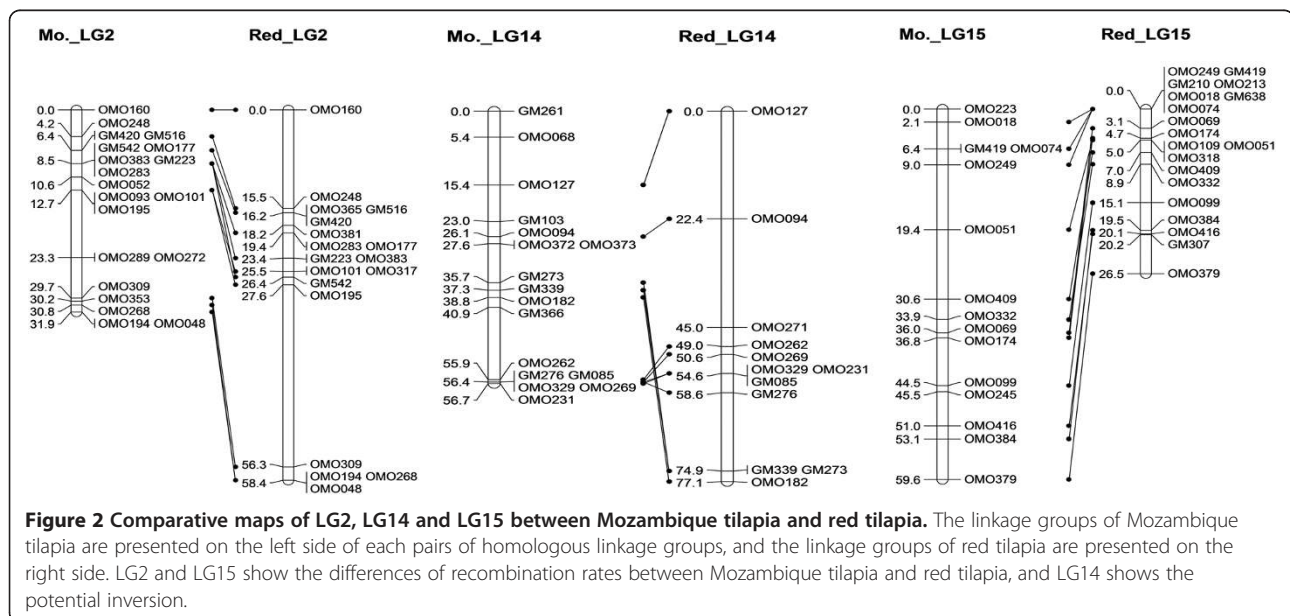 Mo._LG2
0.0 OMO160
4.2 OMO248
6.4 GM420 GM516
GM542 OMO177
8.5 OMO383 GM223
OMO283
10.6 OMO052
12.7 OMO093 OMO101
OMO195
23.3 OMO289 OMO272
29.7 OMO309
30.2 OMO353
30.8 OMO268
31.9 OMO194 OMO048
Red_LG2
0.0 OMO160
15.5 OMO248
16.2 OMO365 GM516
GM420
18.2 OMO381
19.4 OMO283 OMO177
23.4 GM223 OMO383
25.5 OMO101 OMO317
26.4 GM542
27.6 OMO195
56.3 OMO309
58.4 OMO194 OMO268
OMO048
Mo._LG14
0.0 GM261
5.4 OMO068
15.4 OMO127
23.0 GM103
26.1 OMO094
27.6 OMO372 OMO373
35.7 GM273
37.3 GM339
38.8 OMO182
40.9 GM366
55.9 OMO262
56.4 GM276 GM085
OMO329 OMO269
56.7 OMO231
Red_LG14
0.0 OMO127
22.4 OMO094
45.0 OMO271
49.0 OMO262
50.6 OMO269
54.6 OMO329 OMO231
GM085
58.6 GM276
74.9 GM339 GM273
77.1 OMO182
Mo._LG15
0.0 OMO223
2.1 OMO018
6.4 GM419 OMO074
9.0 OMO249
19.4 OMO051
30.6 OMO409
33.9 OMO332
36.0 OMO069
36.8 OMO174
44.5 OMO099
45.5 OMO245
51.0 OMO416
53.1 OMO384
59.6 OMO379
Red_LG15
OMO249 GM419
0.0 GM210 OMO213
OMO018 GM638
OMO074
3.1 OMO069
4.7 OMO174
5.0 OMO109 OMO051
OMO318
7.0 OMO409
8.9 OMO332
15.1 OMO099
19.5 OMO384
20.1 OMO416
20.2 GM307
26.5 OMO379
Figure 2 Comparative maps of LG2, LG14 and LG15 between Mozambique tilapia and red tilapia. The linkage groups of Mozambique
tilapia are presented on the left side of each pairs of homologous linkage groups, and the linkage groups of red tilapia are presented on the
right side. LG2 and LG15 show the differences of recombination rates between Mozambique tilapia and red tilapia, and LG14 shows the
potential inversion.